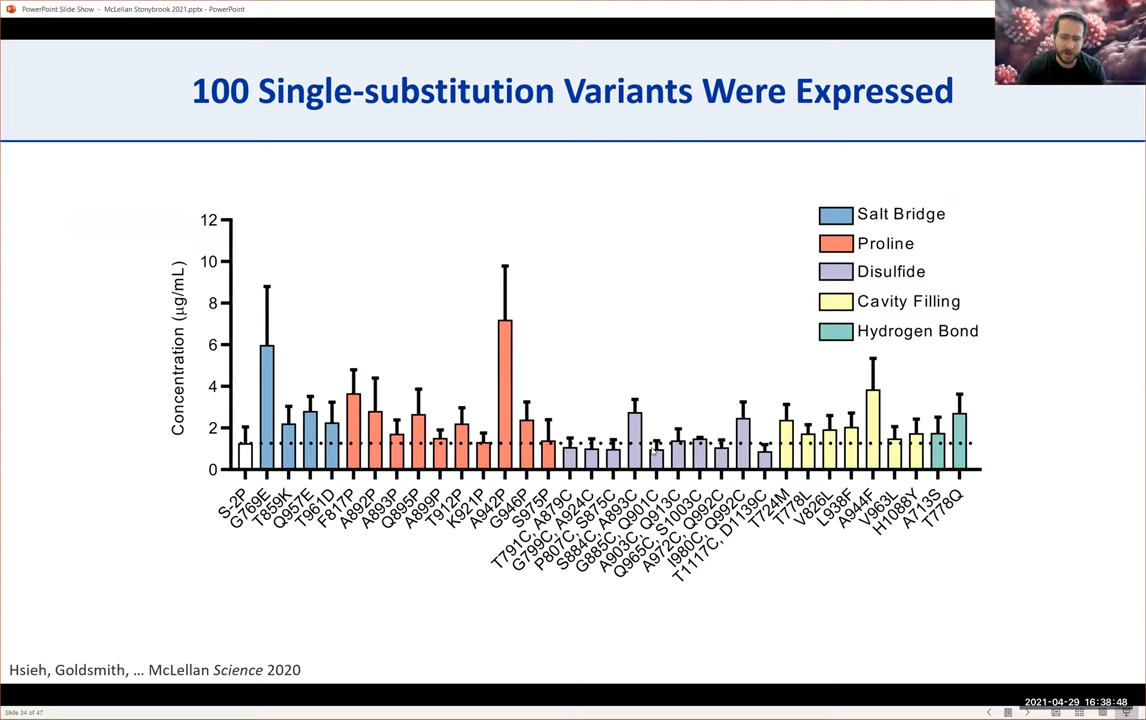 PowerPoint Slide Show - McLellan Stonybrook 2021.pptx - PowerPoint
100 Single-substitution Variants Were Expressed
Concentration (µg/mL)
12
10
8
6
4
2
0
Salt Bridge
Proline
Disulfide
Cavity Filling
Hydrogen Bond
S-2P
G769E
T859K
Q957E
T961D
F817P
A892P
A893P
Q895P
A899P
T912P
K921P
A942P
G946P
S975P
T791C, A879C
G799C, A924C
P807C, S875C
S884C, A893C
G885C, Q901C
A903C, Q913C
Q965C, S1003C
A972C, Q992C
I980C, Q992C
T1117C, D1139C
T724M
T778L
V826L
L938F
A944F
V963L
H1088Y
A713S
T778Q
Hsieh, Goldsmith, … McLellan Science 2020
2021-04-29 16:38:48
Slide 34 of 47